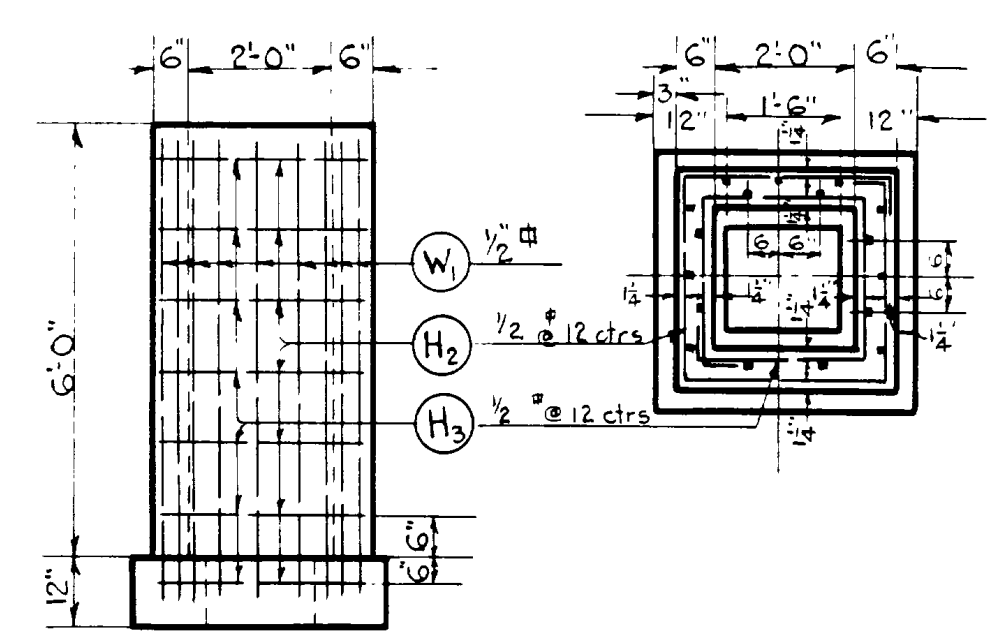 6" 2'-0" 6"
6'-0"
12"
6"
6"
W1 1/2"
H2 1/2 @ 12 ctrs
H3 1/2 @ 12 ctrs
6" 2'-0" 6"
3"
12" 1'-6" 12"
1 1/4"
1 1/4"
6 6"
6
6
1 1/4" 1 1/4" 1 1/4" 1 1/4"
1 1/4"
1 1/4"